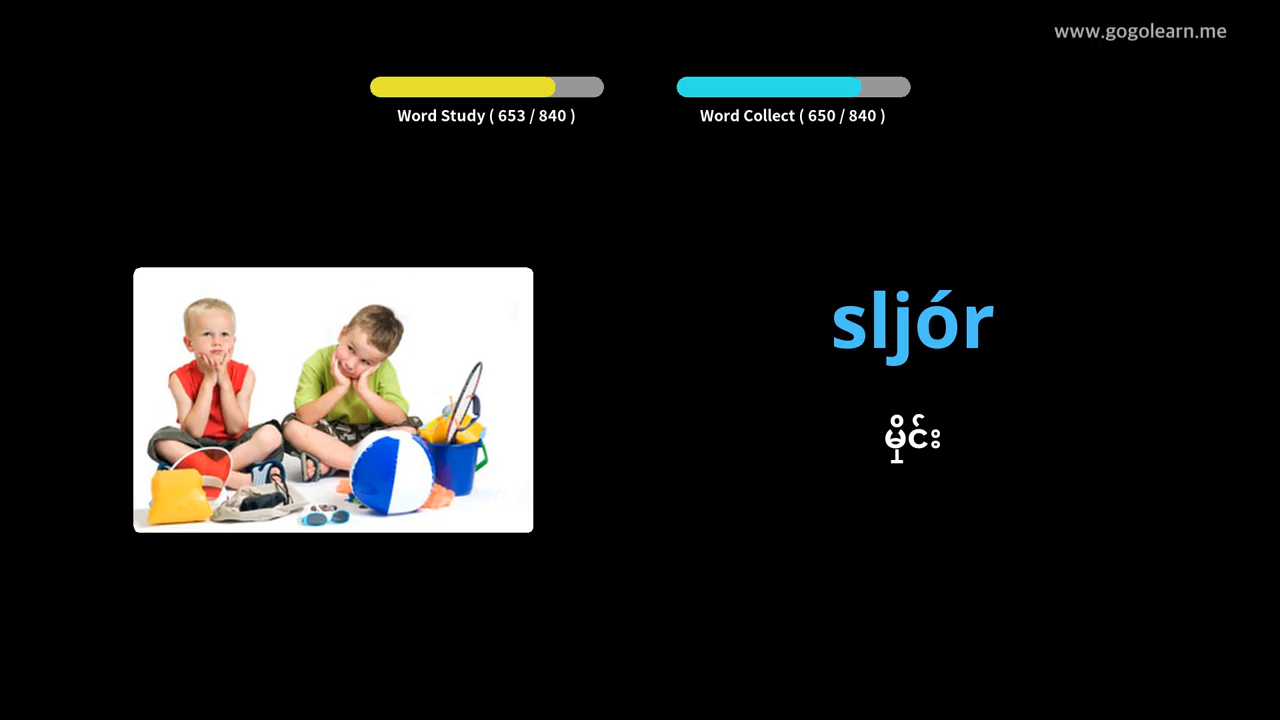 www.gogolearn.me
Word Study ( 653 / 840 )
Word Collect ( 650 / 840 )
sljór
မှိုင်း